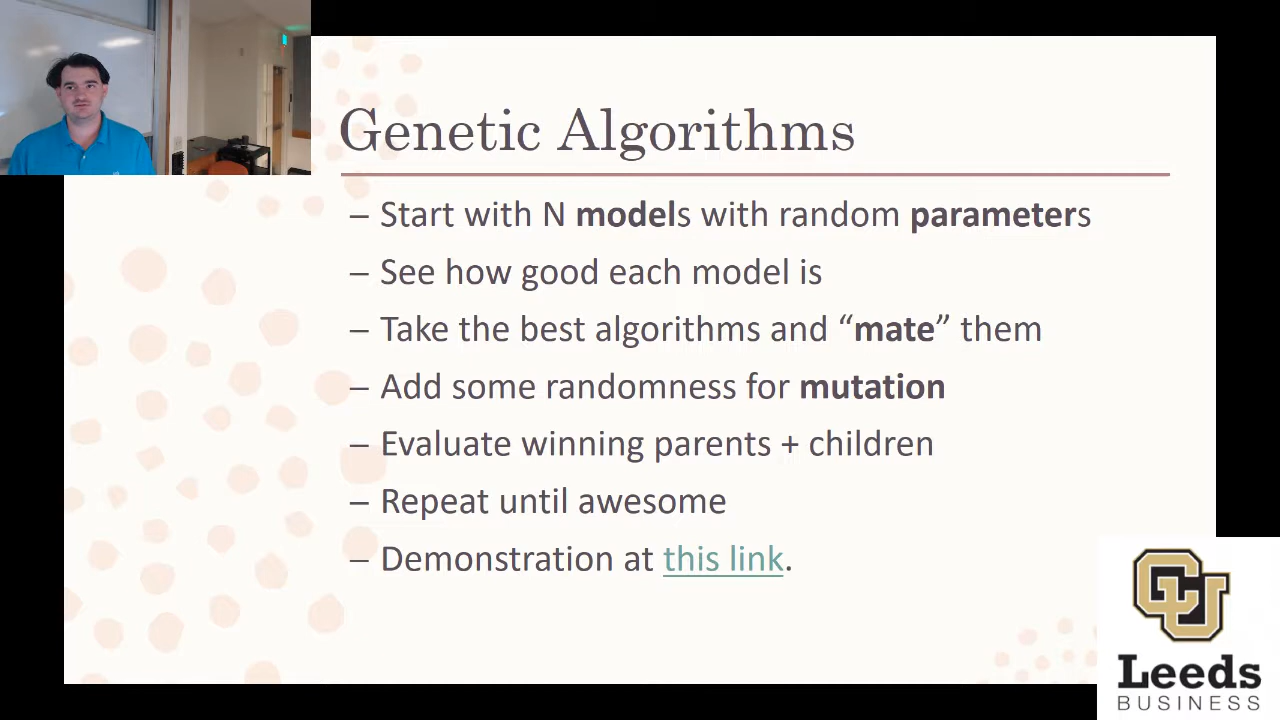 Genetic Algorithms
– Start with N models with random parameters
– See how good each model is
– Take the best algorithms and “mate” them
– Add some randomness for mutation
– Evaluate winning parents + children
– Repeat until awesome
– Demonstration at this link.
CU
Leeds
BUSINESS